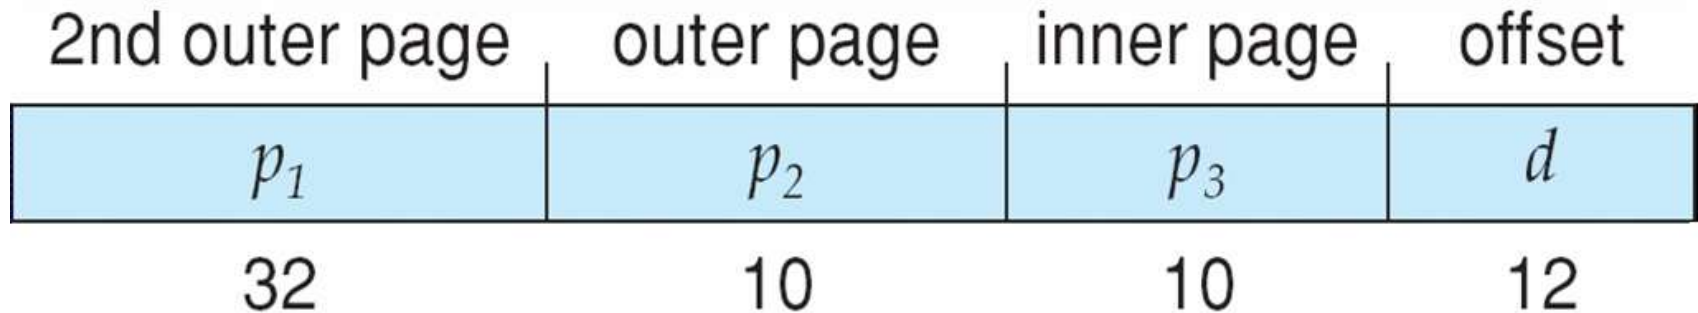 2nd outer page outer page inner page offset
p1 p2 p3 d
32 10 10 12